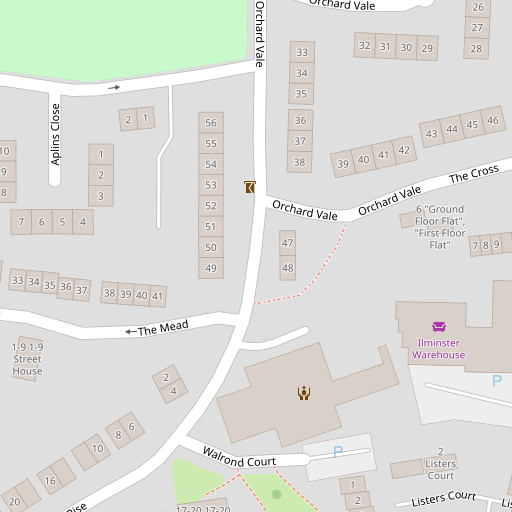 Orchard Vale
Orchard Vale
26
27
28
32 31 30 29
33
34
35
36
37
38
39 40 41 42
43 44 45 46
56
55
54
53
52
51
50
49
2 1
Aplins Close
10
9
8
1
2
3
7 6 5 4
Orchard Vale
Orchard Vale
The Cross
6 "Ground
Floor Flat",
"First Floor
Flat"
7 8 9
47
48
33 34 35 36 37
38 39 40 41
The Mead
Ilminster
Warehouse
1-9 1-9
Street
House
2
4
P
6
8
10
16
20
Walrond Court
P
2
Listers
Court
1
2
Listers Court
Lis
17-20 17-20
Rise